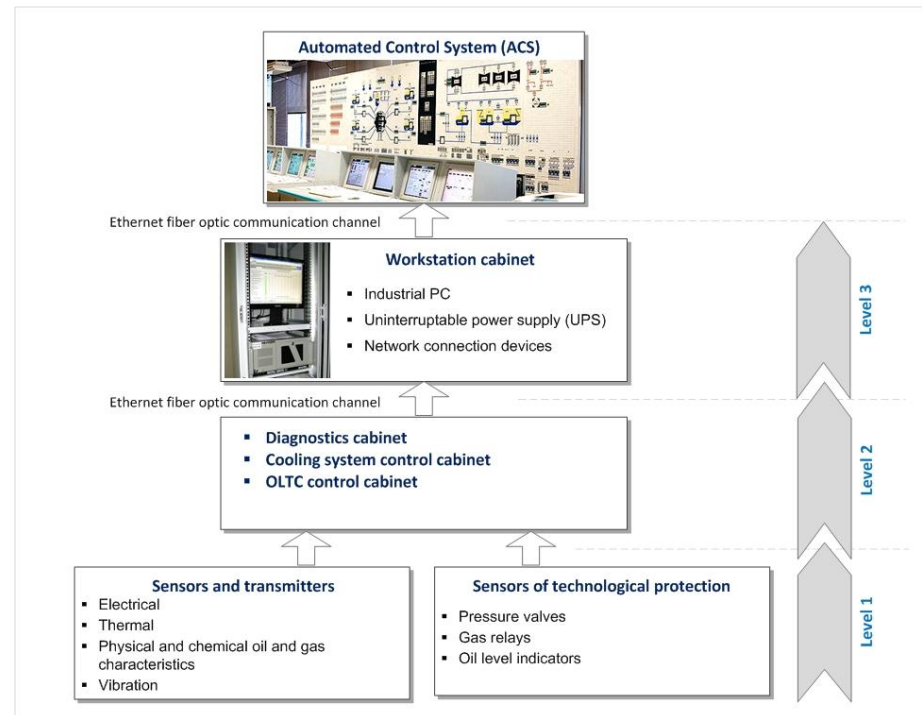 Automated Control System (ACS)
Ethernet fiber optic communication channel
Workstation cabinet
▪ Industrial PC
▪ Uninterruptable power supply (UPS)
▪ Network connection devices
Level 3
Ethernet fiber optic communication channel
▪ Diagnostics cabinet
▪ Cooling system control cabinet
▪ OLTC control cabinet
Level 2
Sensors and transmitters
▪ Electrical
▪ Thermal
▪ Physical and chemical oil and gas
characteristics
▪ Vibration
Sensors of technological protection
▪ Pressure valves
▪ Gas relays
▪ Oil level indicators
Level 1